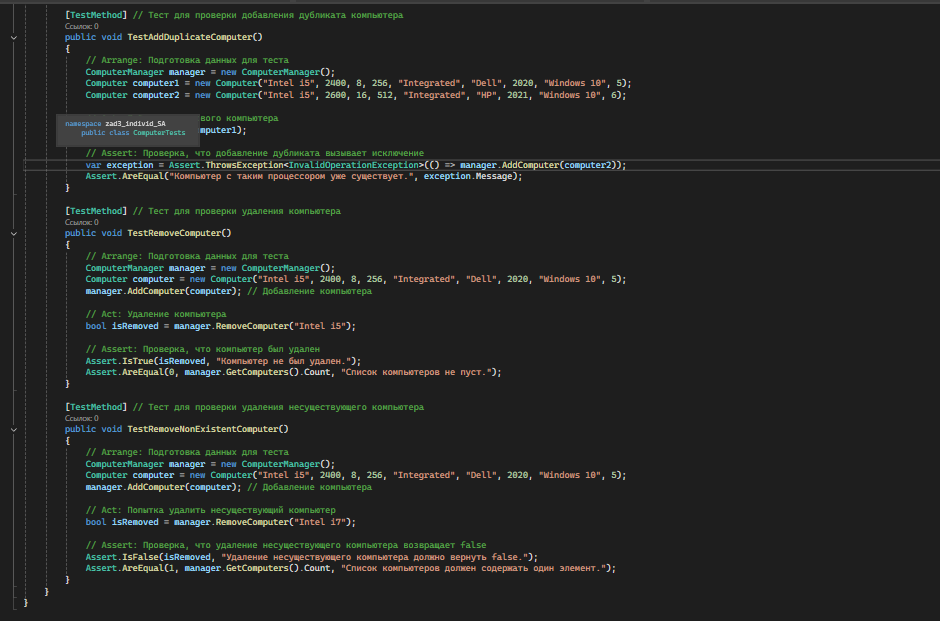 [TestMethod] // Тест для проверки добавления дубликата компьютера
Ссылок: 0
public void TestAddDuplicateComputer()
{
// Arrange: Подготовка данных для теста
ComputerManager manager = new ComputerManager();
Computer computer1 = new Computer("Intel i5", 2400, 8, 256, "Integrated", "Dell", 2020, "Windows 10", 5);
Computer computer2 = new Computer("Intel i5", 2600, 16, 512, "Integrated", "HP", 2021, "Windows 10", 6);
вого компьютера
namespace zad3_individ_SA
mputer1);
public class ComputerTests
// Assert: Проверка, что добавление дубликата вызывает исключение
var exception = Assert.ThrowsException<InvalidOperationException>(() => manager.AddComputer(computer2));
Assert.AreEqual("Компьютер с таким процессором уже существует.", exception.Message);
}
[TestMethod] // Тест для проверки удаления компьютера
Ссылок: 0
public void TestRemoveComputer()
{
// Arrange: Подготовка данных для теста
ComputerManager manager = new ComputerManager();
Computer computer = new Computer("Intel i5", 2400, 8, 256, "Integrated", "Dell", 2020, "Windows 10", 5);
manager.AddComputer(computer); // Добавление компьютера
// Act: Удаление компьютера
bool isRemoved = manager.RemoveComputer("Intel i5");
// Assert: Проверка, что компьютер был удален
Assert.IsTrue(isRemoved, "Компьютер не был удален.");
Assert.AreEqual(0, manager.GetComputers().Count, "Список компьютеров не пуст.");
}
[TestMethod] // Тест для проверки удаления несуществующего компьютера
Ссылок: 0
public void TestRemoveNonExistentComputer()
{
// Arrange: Подготовка данных для теста
ComputerManager manager = new ComputerManager();
Computer computer = new Computer("Intel i5", 2400, 8, 256, "Integrated", "Dell", 2020, "Windows 10", 5);
manager.AddComputer(computer); // Добавление компьютера
// Act: Попытка удалить несуществующий компьютер
bool isRemoved = manager.RemoveComputer("Intel i7");
// Assert: Проверка, что удаление несуществующего компьютера возвращает false
Assert.IsFalse(isRemoved, "Удаление несуществующего компьютера должно вернуть false.");
Assert.AreEqual(1, manager.GetComputers().Count, "Список компьютеров должен содержать один элемент.");
}
}
}